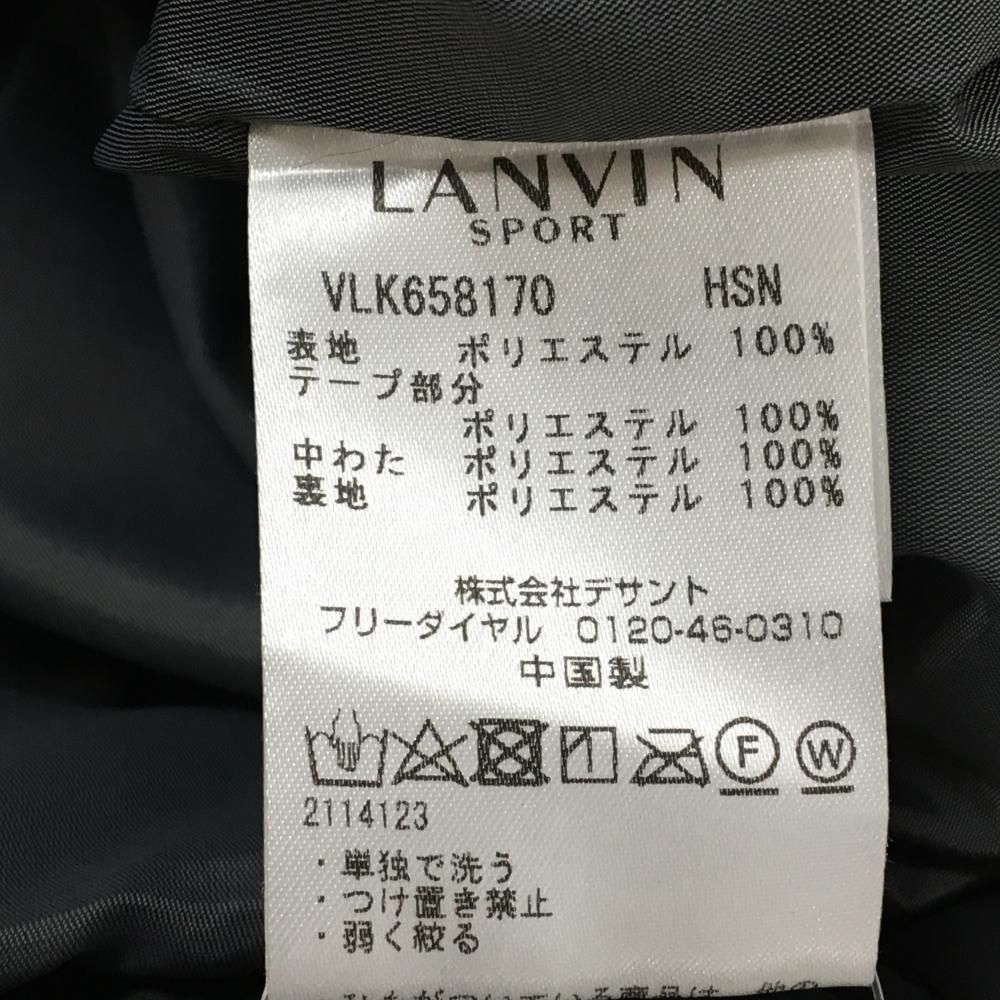 LANVIN
SPORT
VLK658170 HSN
表地 ポリエステル 100%
テープ部分
ポリエステル 100%
中わた ポリエステル 100%
裏地 ポリエステル 100%
株式会社デサント
フリーダイヤル 0120-46-0310
中国製
F W
2114123
・単独で洗う
・つけ置き禁止
・弱く絞る